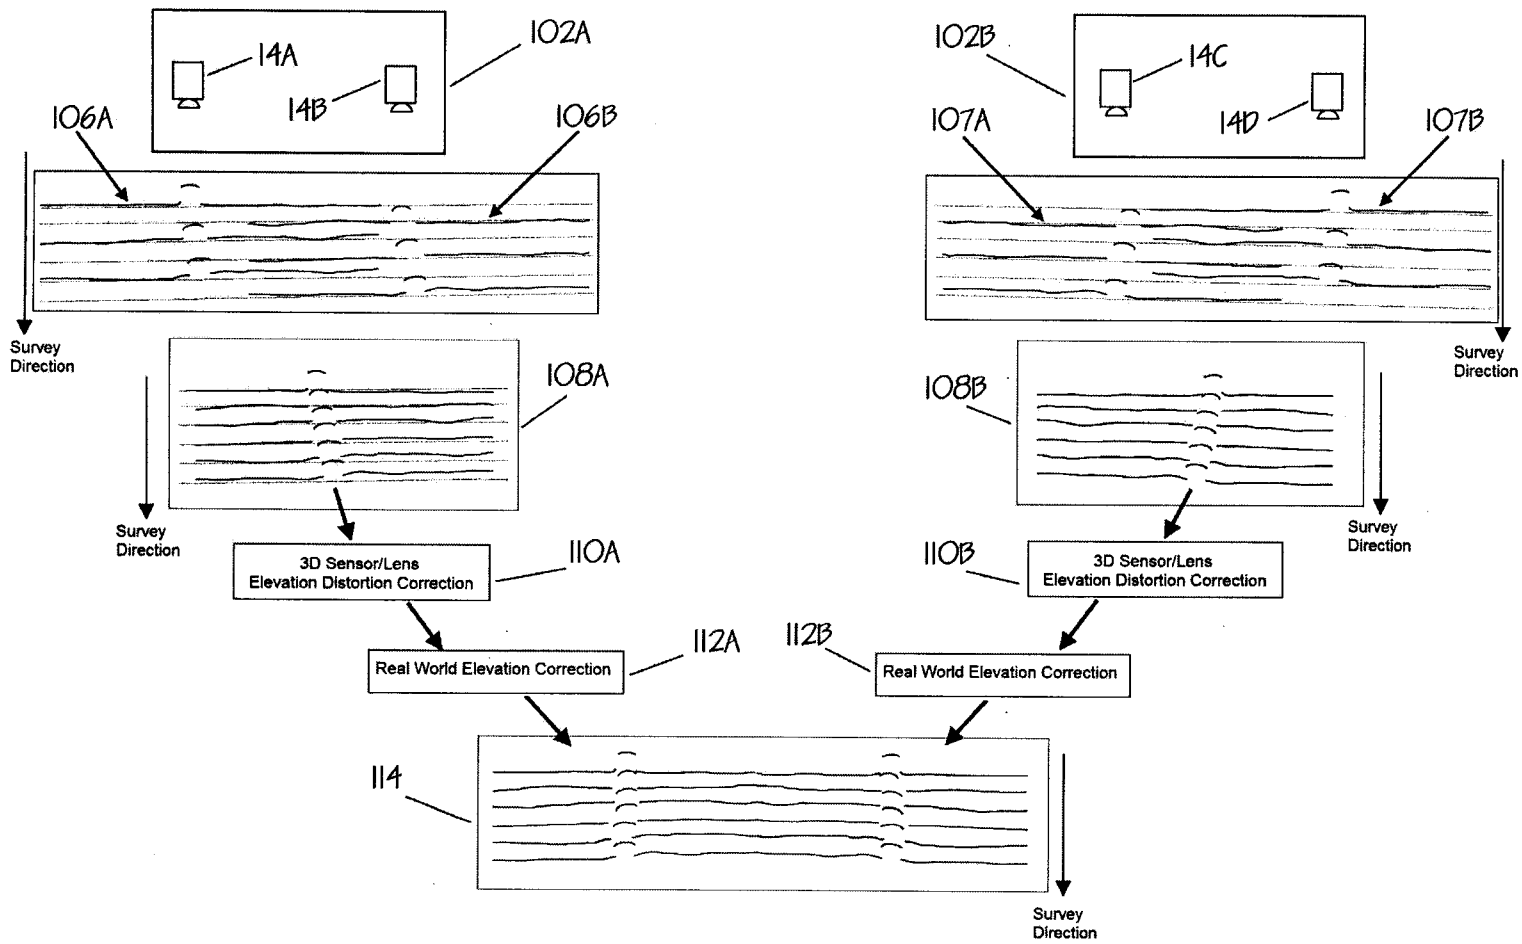 102A
102B
14A
14C
14B
14D
106A
106B
107A
107B
Survey
Direction
Survey
Direction
108A
108B
Survey
Direction
Survey
Direction
3D Sensor/Lens
Elevation Distortion Correction
110A
110B
3D Sensor/Lens
Elevation Distortion Correction
112A
112B
Real World Elevation Correction
Real World Elevation Correction
114
Survey
Direction